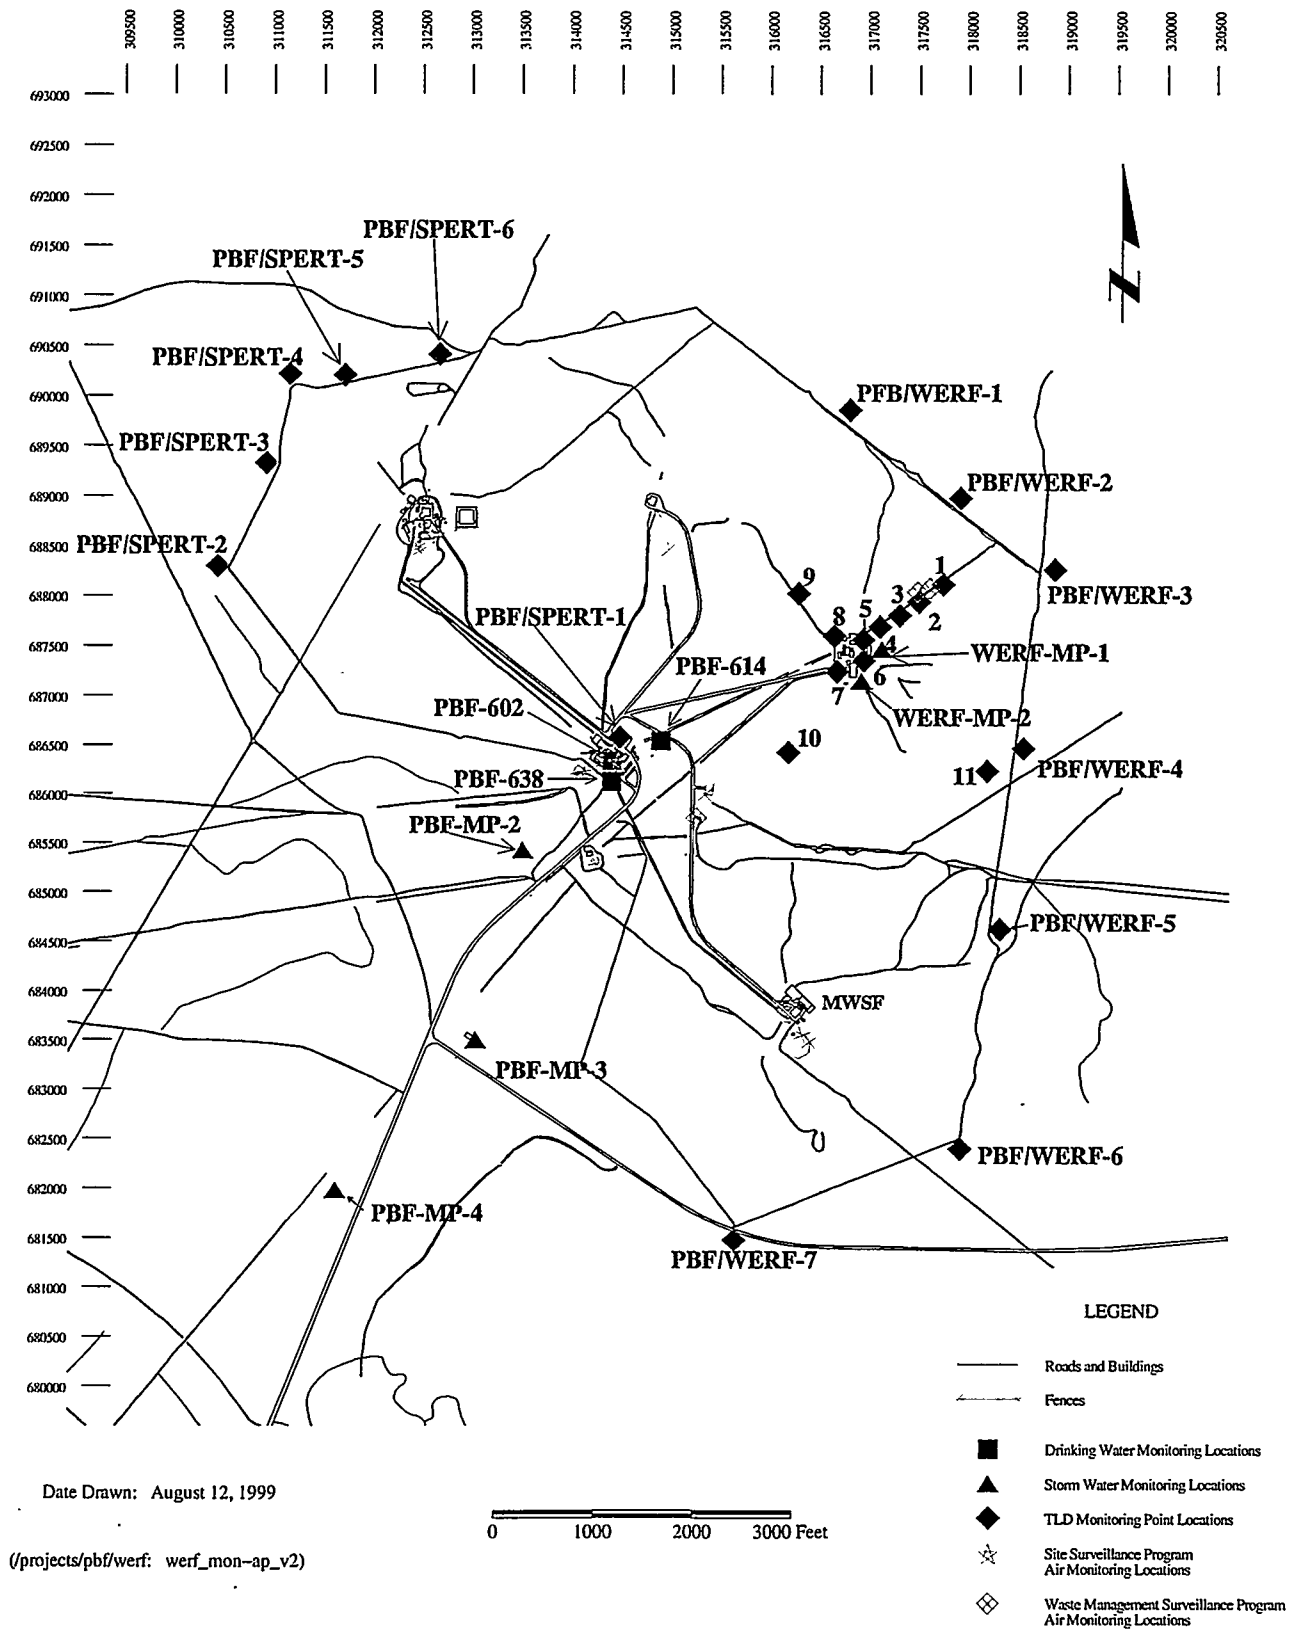 309500 310000 310500 311000 311500 312000 312500 313000 313500 314000 314500 315000 315500 316000 316500 317000 317500 318000 318500 319000 319500 320000 320500
693000
692500
692000
691500
691000
690500
690000
689500
689000
688500
688000
687500
687000
686500
686000
685500
685000
684500
684000
683500
683000
682500
682000
681500
681000
680500
680000
PBF/SPERT-6
PBF/SPERT-5
PBF/SPERT-4
PBF/SPERT-3
PBF/SPERT-2
PBF/SPERT-1
PFB/WERF-1
PBF/WERF-2
PBF/WERF-3
N
1
2
3
4
5
6
7
8
9
10
11
WERF-MP-1
WERF-MP-2
PBF-614
PBF-602
PBF-638
PBF-MP-2
PBF/WERF-4
PBF/WERF-5
MWSF
PBF-MP-3
PBF/WERF-6
PBF-MP-4
PBF/WERF-7
LEGEND
Roads and Buildings
Fences
Drinking Water Monitoring Locations
Storm Water Monitoring Locations
TLD Monitoring Point Locations
Site Surveillance Program
Air Monitoring Locations
Waste Management Surveillance Program
Air Monitoring Locations
Date Drawn: August 12, 1999
0 1000 2000 3000 Feet
(/projects/pbf/werf: werf_mon-ap_v2)